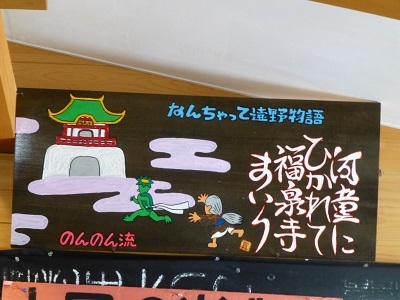 なんちゃって遠野物語
河童に
ひかれて
福泉寺
まいり
のんのん流